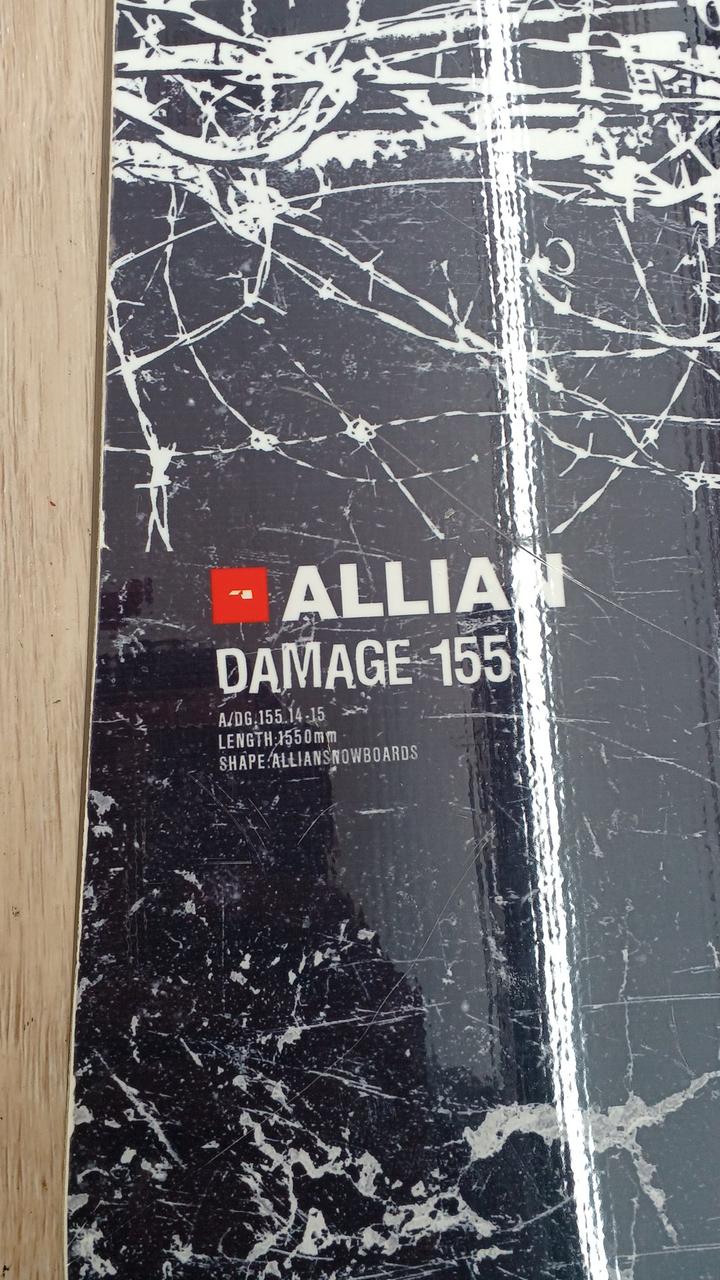 ALLIAN
DAMAGE 155
A/DG.155.14-15
LENGTH:1550mm
SHAPE:ALLIANSNOWBOARDS